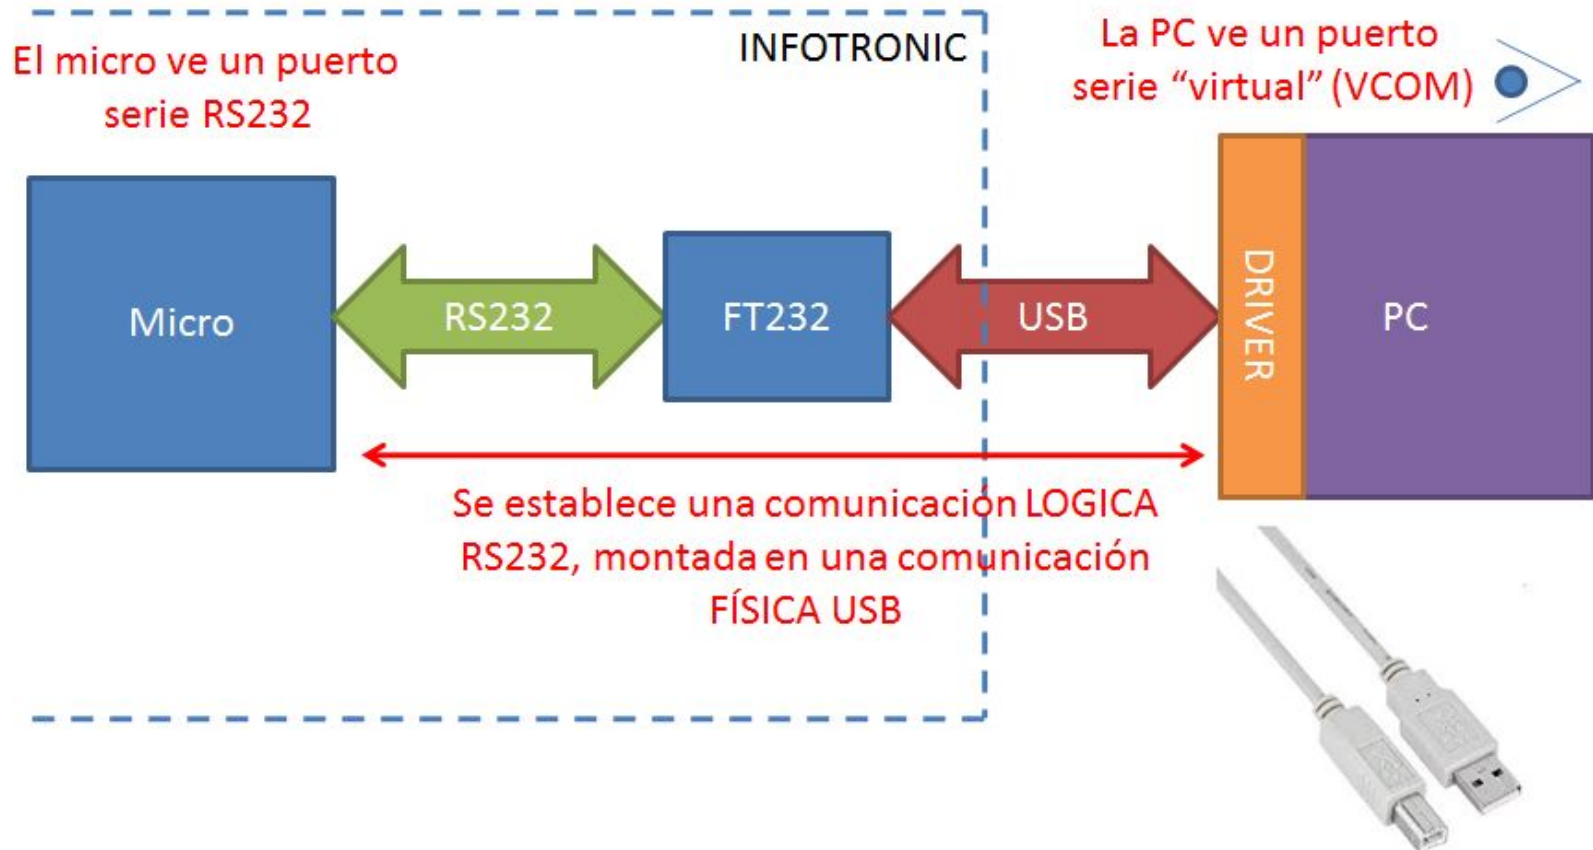 El micro ve un puerto
serie RS232
INFOTRONIC
La PC ve un puerto
serie “virtual” (VCOM)
Micro
RS232
FT232
USB
DRIVER
PC
Se establece una comunicación LOGICA
RS232, montada en una comunicación
FÍSICA USB